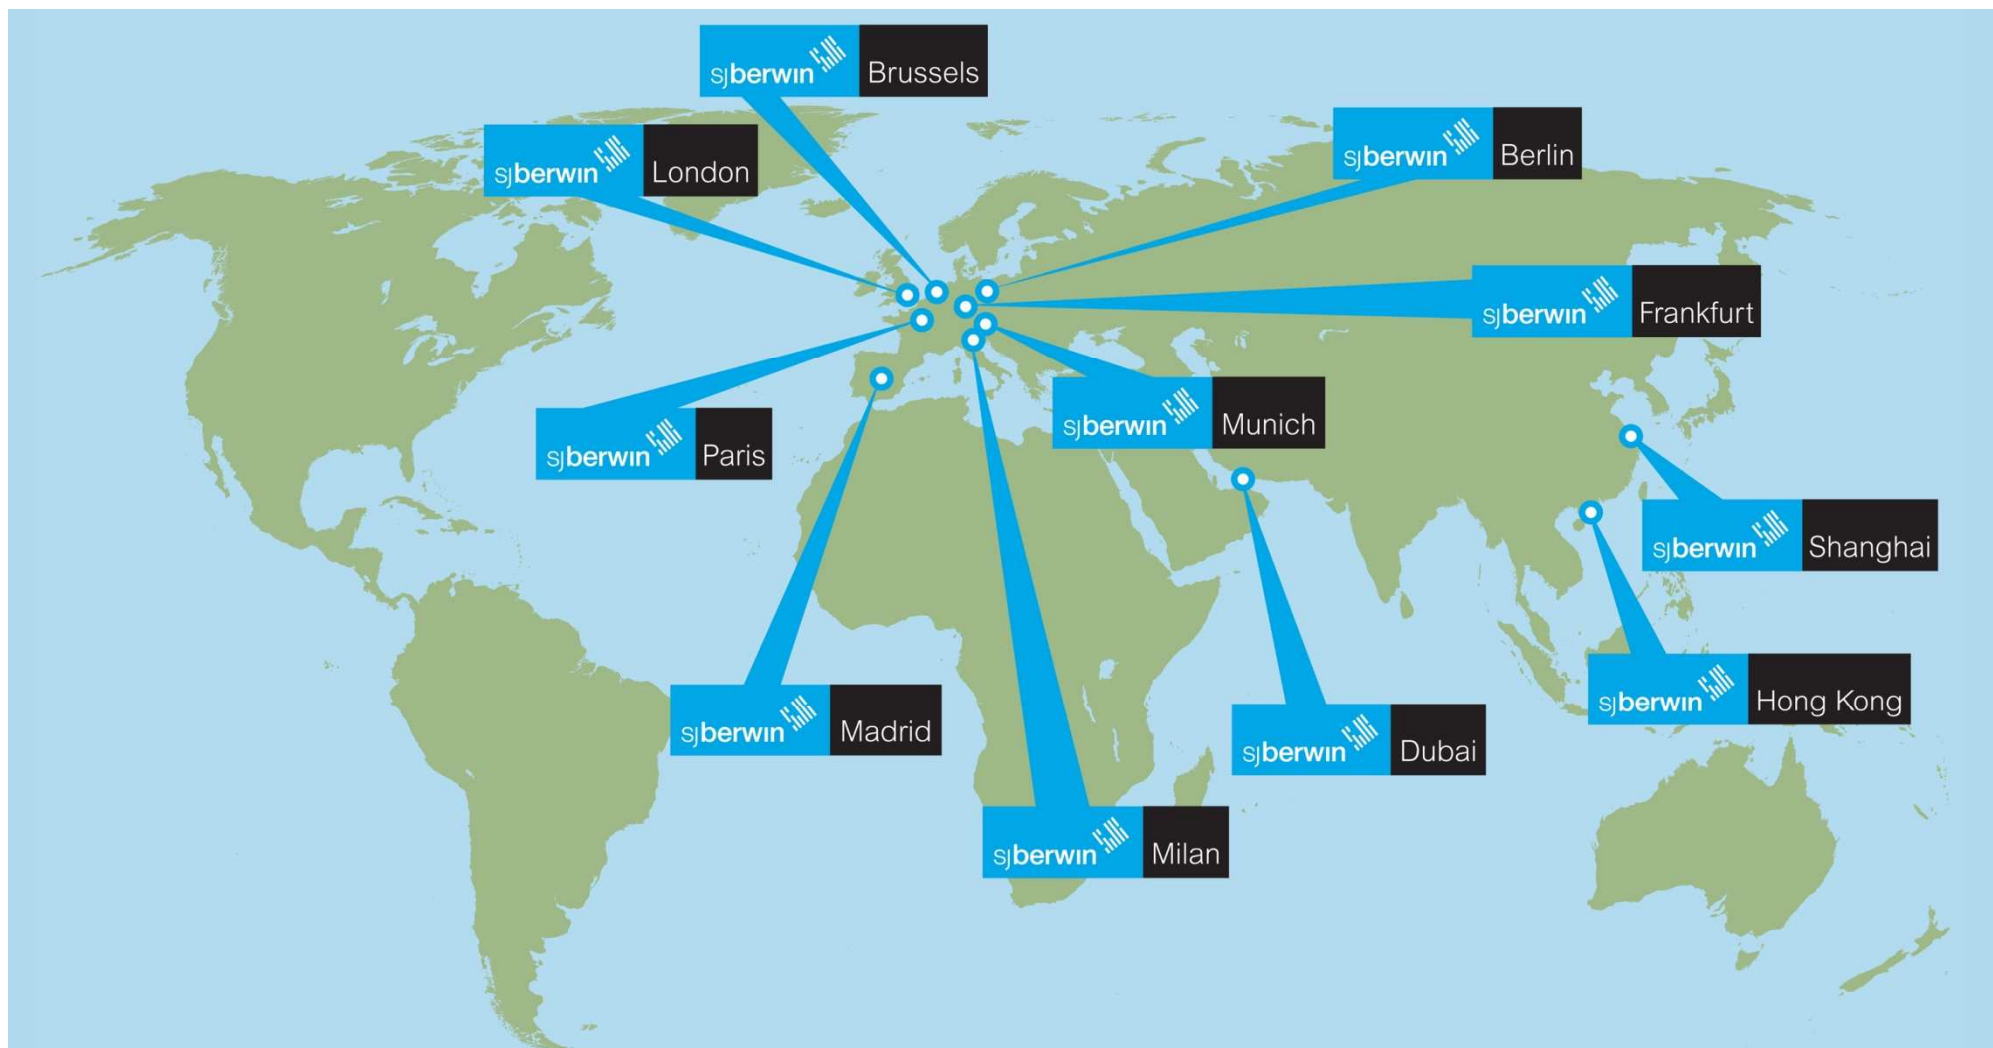 sjberwin Brussels
sjberwin London
sjberwin Berlin
sjberwin Frankfurt
sjberwin Paris
sjberwin Munich
sjberwin Shanghai
sjberwin Hong Kong
sjberwin Madrid
sjberwin Dubai
sjberwin Milan